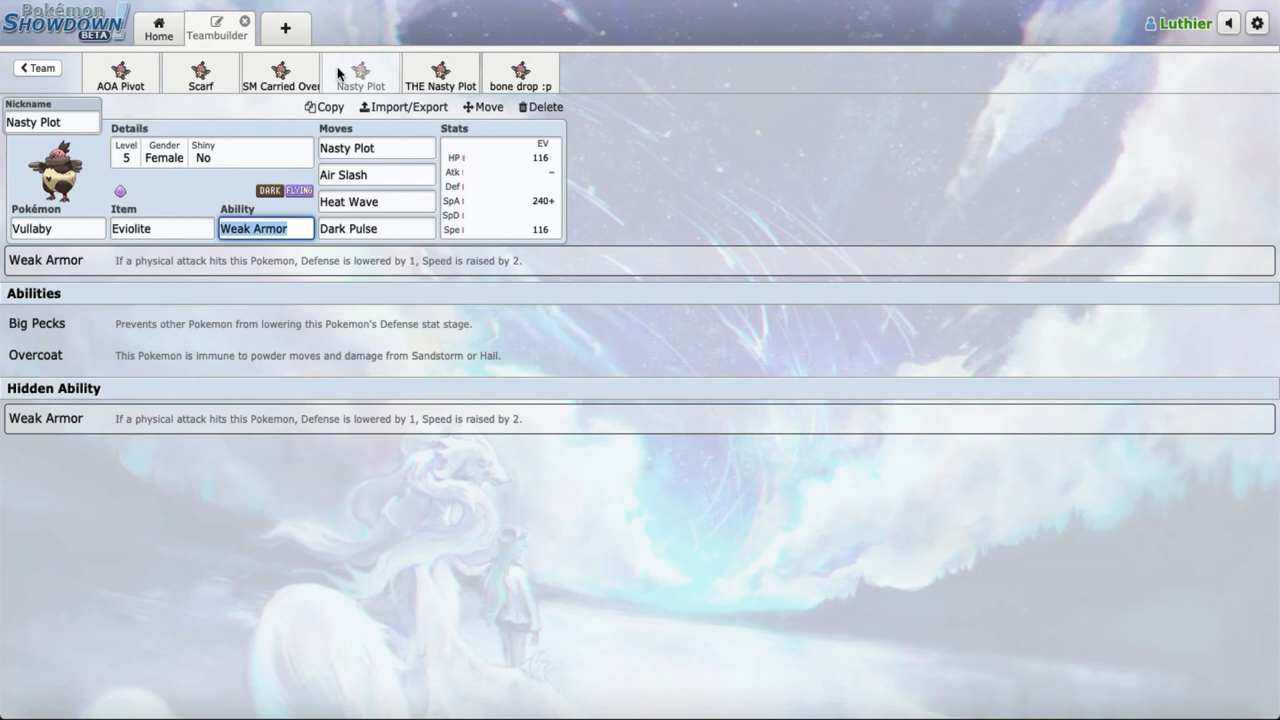 Pokémon
SHOWDOWN!
BETA
Home
Teambuilder
+
Luthier
Team
AOA Pivot
Scarf
SM Carried Over
Nasty Plot
THE Nasty Plot
bone drop :p
Nickname
Nasty Plot
Copy
Import/Export
Move
Delete
Details
Level
5
Gender
Female
Shiny
No
DARK FLYING
Pokémon
Vullaby
Item
Eviolite
Ability
Weak Armor
Moves
Nasty Plot
Air Slash
Heat Wave
Dark Pulse
Stats
EV
HP 116
Atk –
Def
SpA 240+
SpD
Spe 116
Weak Armor If a physical attack hits this Pokemon, Defense is lowered by 1, Speed is raised by 2.
Abilities
Big Pecks Prevents other Pokemon from lowering this Pokemon's Defense stat stage.
Overcoat This Pokemon is immune to powder moves and damage from Sandstorm or Hail.
Hidden Ability
Weak Armor If a physical attack hits this Pokemon, Defense is lowered by 1, Speed is raised by 2.